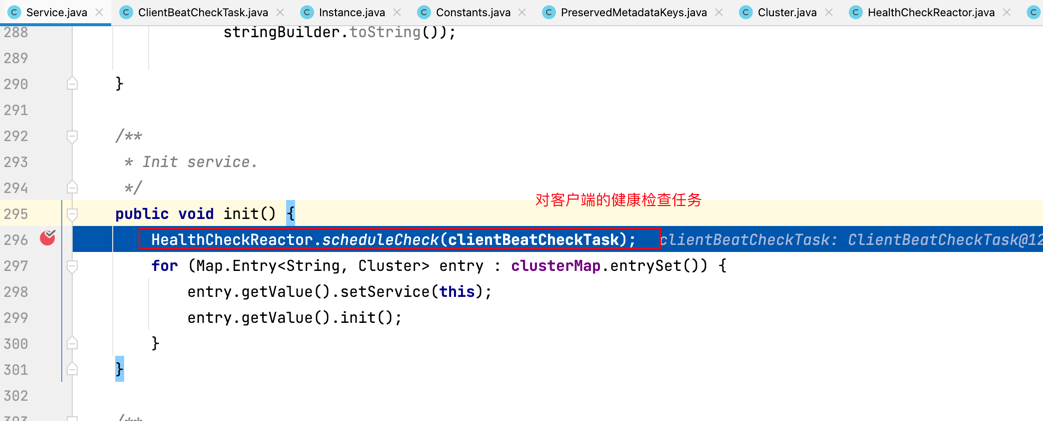 Service.java ClientBeatCheckTask.java Instance.java Constants.java PreservedMetadataKeys.java Cluster.java HealthCheckReactor.java
288 stringBuilder.toString());
289
290 }
291
292 /**
293 * Init service.
294 */
对客户端的健康检查任务
295 public void init() {
296 HealthCheckReactor.scheduleCheck(clientBeatCheckTask); clientBeatCheckTask: ClientBeatCheckTask@12
297 for (Map.Entry<String, Cluster> entry : clusterMap.entrySet()) {
298 entry.getValue().setService(this);
299 entry.getValue().init();
300 }
301 }
302
/**